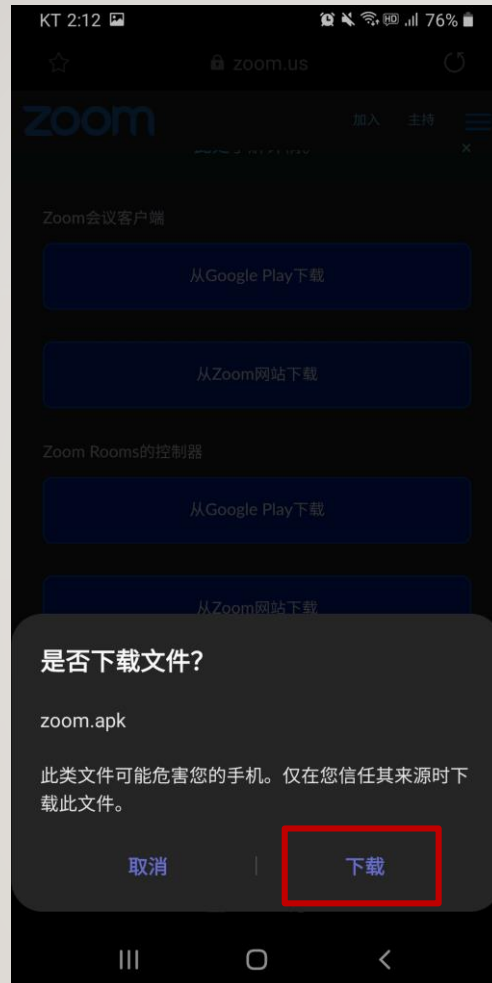 KT 2:12 76%
zoom.us
zoom 加入 主持
Zoom会议客户端
从Google Play下载
从Zoom网站下载
Zoom Rooms的控制器
从Google Play下载
从Zoom网站下载
是否下载文件?
zoom.apk
此类文件可能危害您的手机。仅在您信任其来源时下
载此文件。
取消 下载